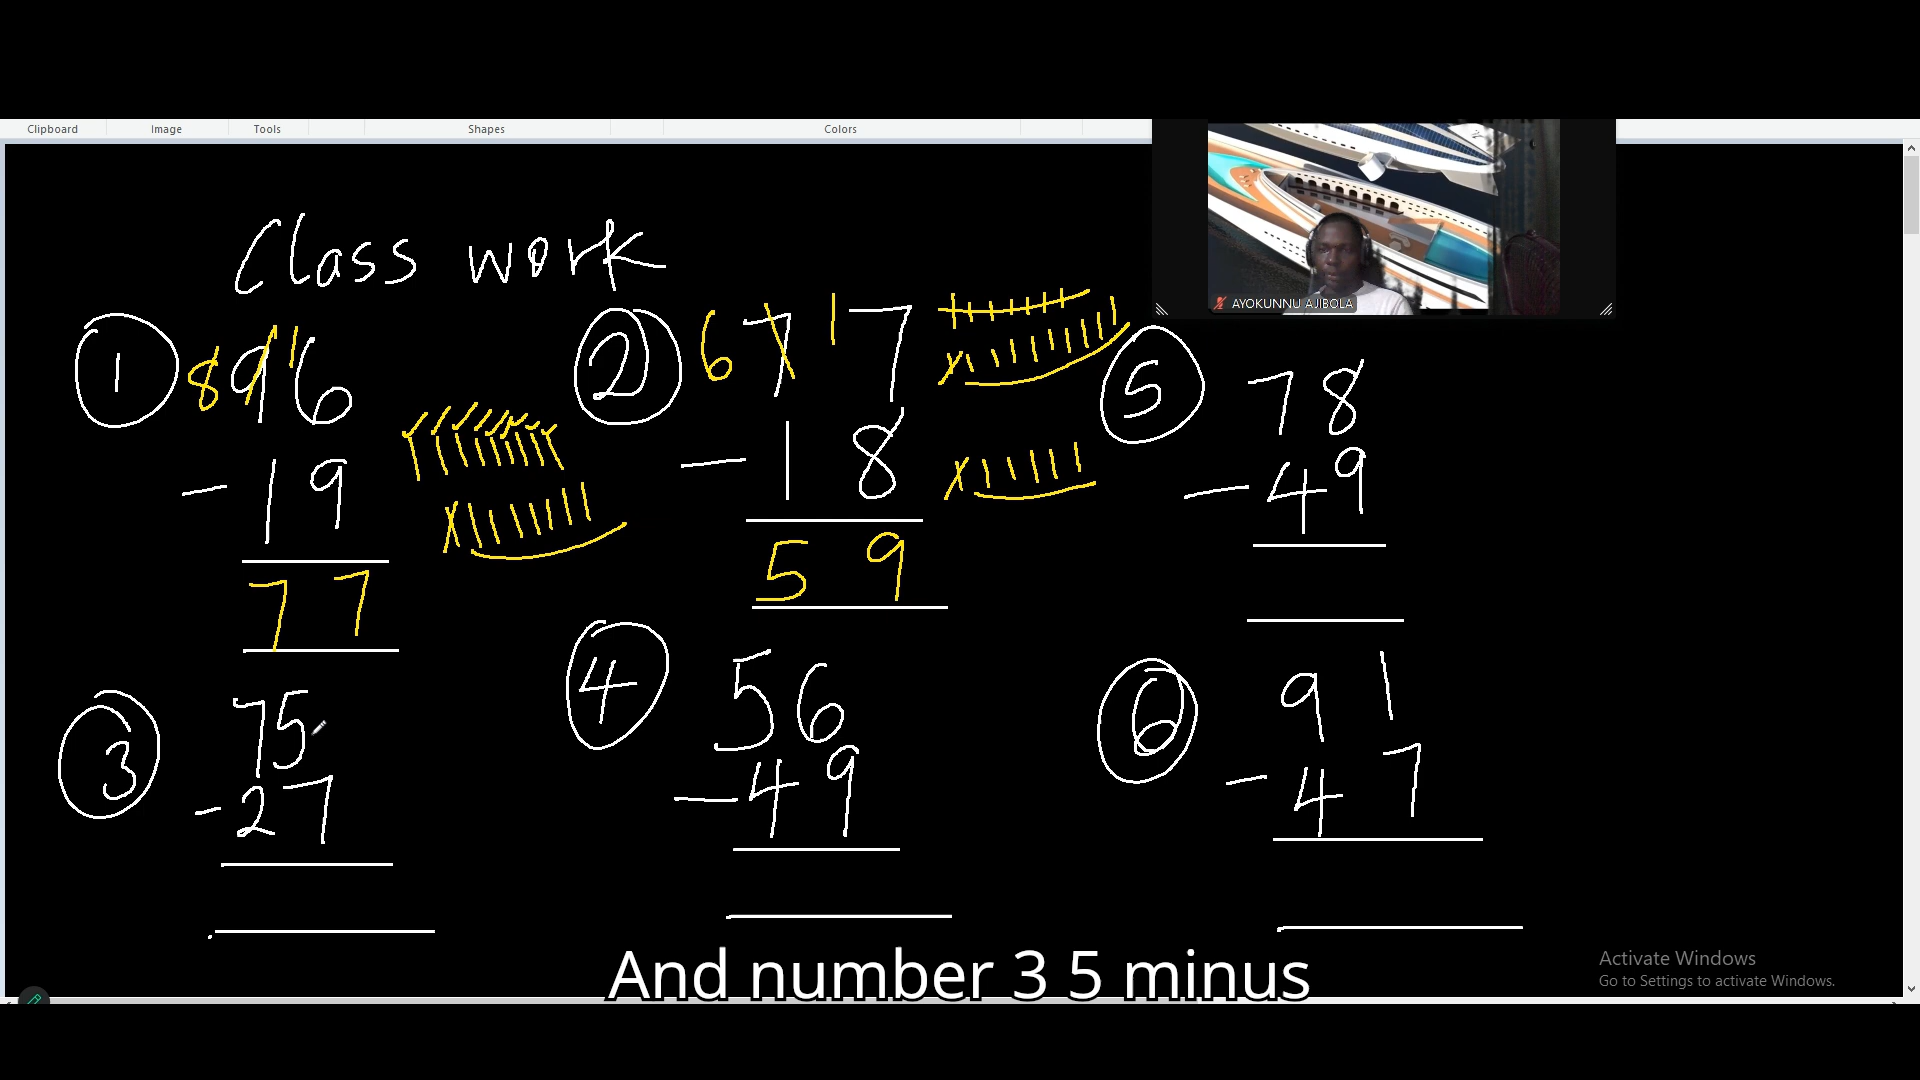 Clipboard Image Tools Shapes Colors
AYOKUNNU AJIBOLA
Class work
1
8 9 1 6
- 1 9
7 7
2
6 7 1 7
- 1 8
5 9
5
7 8
- 4 9
3
7 5
- 2 7
4
5 6
- 4 9
6
9 1
- 4 7
And number 3 5 minus
Activate Windows
Go to Settings to activate Windows.